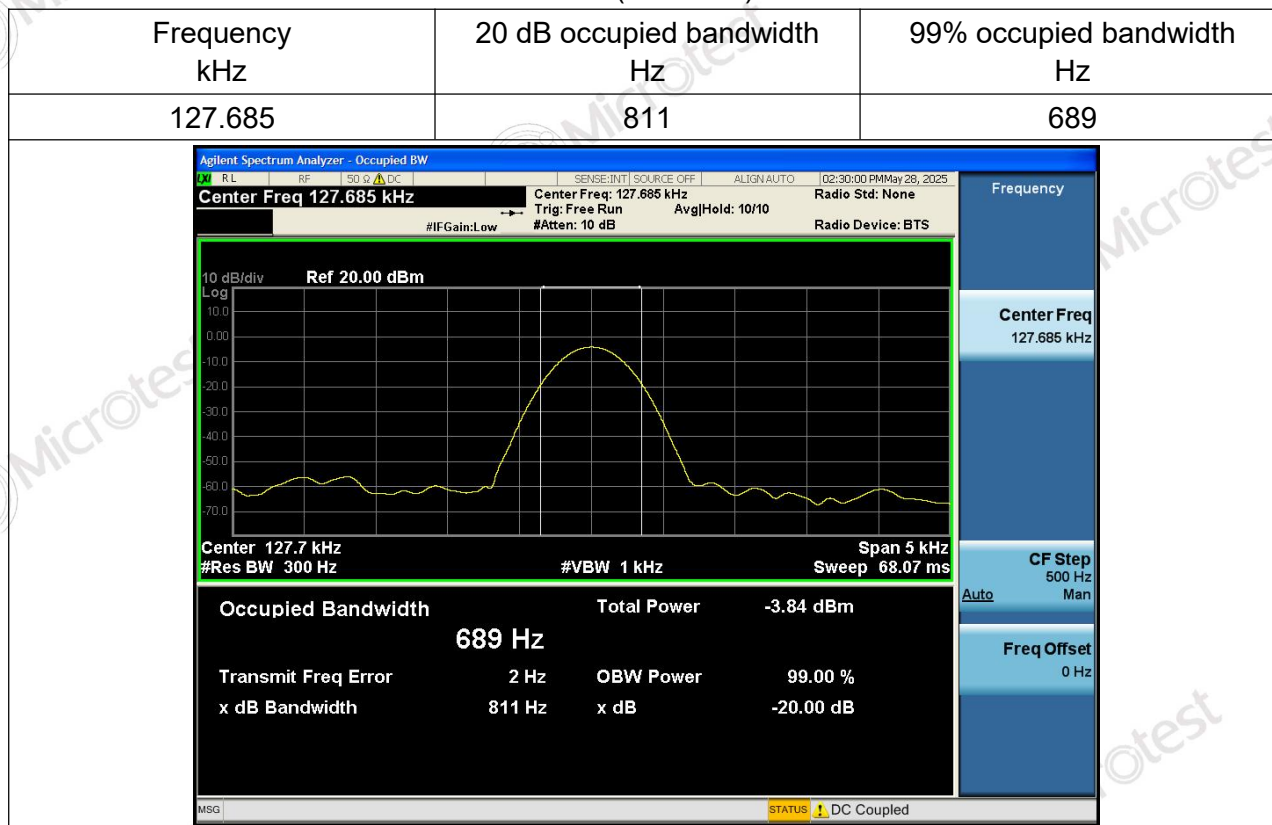 Frequency
kHz
20 dB occupied bandwidth
Hz
99% occupied bandwidth
Hz
127.685
811
689
Agilent Spectrum Analyzer - Occupied BW
LXI RL RF 50 Ω DC SENSE:INT SOURCE OFF ALIGN AUTO 02:30:00 PM May 28, 2025
Center Freq 127.685 kHz
Center Freq: 127.685 kHz Radio Std: None
Trig: Free Run Avg|Hold: 10/10
#IFGain:Low #Atten: 10 dB Radio Device: BTS
10 dB/div Ref 20.00 dBm
Log
10.0
0.00
-10.0
-20.0
-30.0
-40.0
-50.0
-60.0
-70.0
Center 127.7 kHz Span 5 kHz
#Res BW 300 Hz #VBW 1 kHz Sweep 68.07 ms
Occupied Bandwidth Total Power -3.84 dBm
689 Hz
Transmit Freq Error 2 Hz OBW Power 99.00 %
x dB Bandwidth 811 Hz x dB -20.00 dB
Frequency
Center Freq
127.685 kHz
CF Step
500 Hz
Auto Man
Freq Offset
0 Hz
MSG STATUS DC Coupled
Microtest
Microtest
Microtest